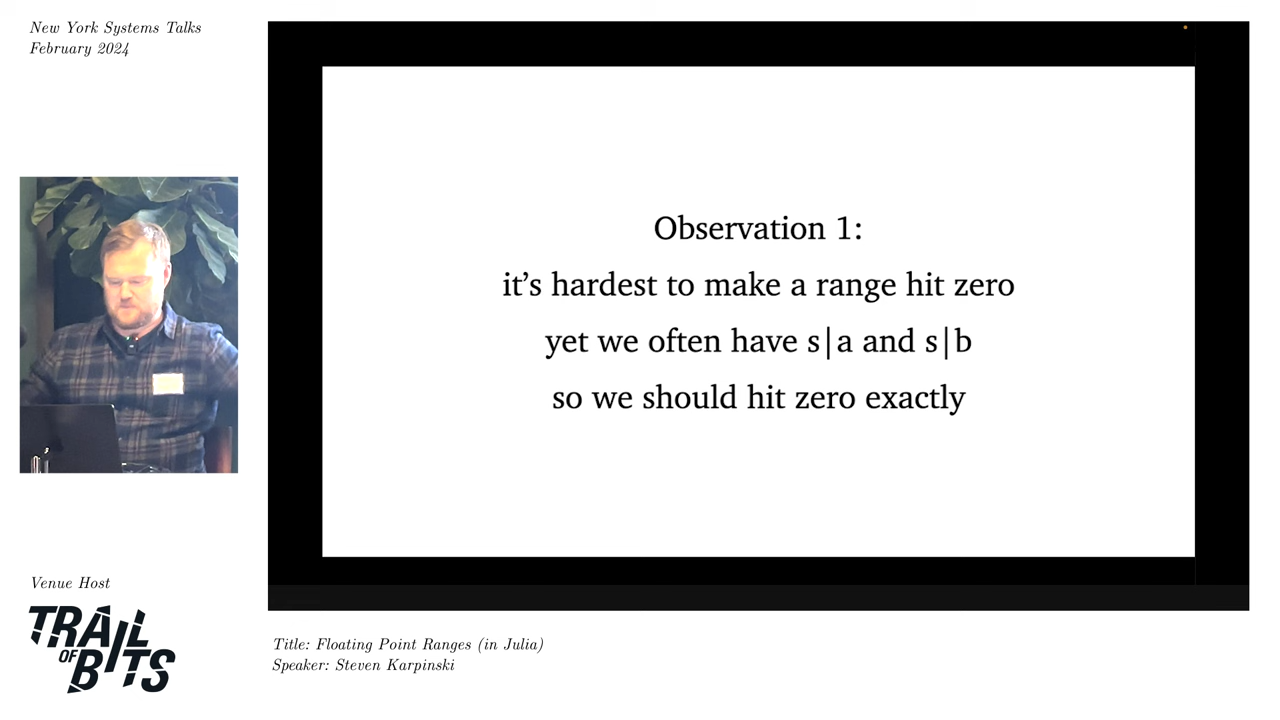 New York Systems Talks
February 2024
Observation 1:
it's hardest to make a range hit zero
yet we often have s|a and s|b
so we should hit zero exactly
Venue Host
TRAIL
OF
BITS
Title: Floating Point Ranges (in Julia)
Speaker: Steven Karpinski